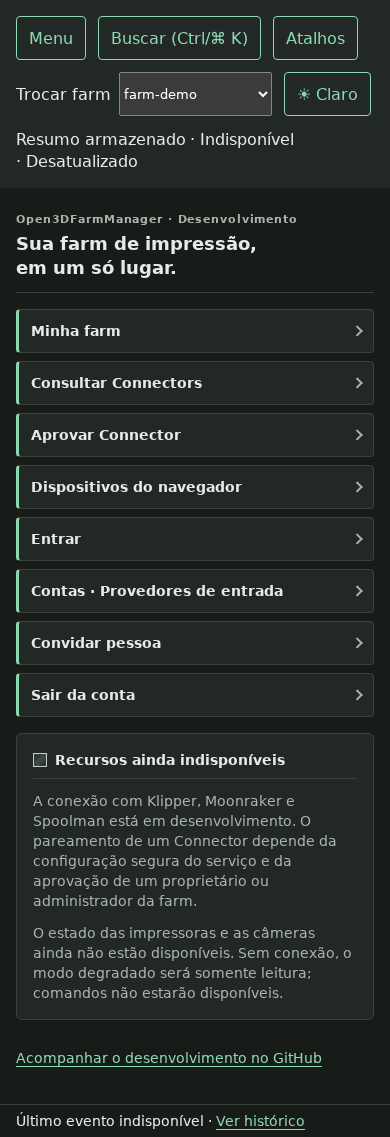 Menu
Buscar (Ctrl/⌘ K)
Atalhos
Trocar farm
farm-demo
☀ Claro
Resumo armazenado · Indisponível
· Desatualizado
Open3DFarmManager · Desenvolvimento
Sua farm de impressão,
em um só lugar.
Minha farm
Consultar Connectors
Aprovar Connector
Dispositivos do navegador
Entrar
Contas · Provedores de entrada
Convidar pessoa
Sair da conta
Recursos ainda indisponíveis
A conexão com Klipper, Moonraker e
Spoolman está em desenvolvimento. O
pareamento de um Connector depende da
configuração segura do serviço e da
aprovação de um proprietário ou
administrador da farm.
O estado das impressoras e as câmeras
ainda não estão disponíveis. Sem conexão, o
modo degradado será somente leitura;
comandos não estarão disponíveis.
Acompanhar o desenvolvimento no GitHub
Último evento indisponível · Ver histórico